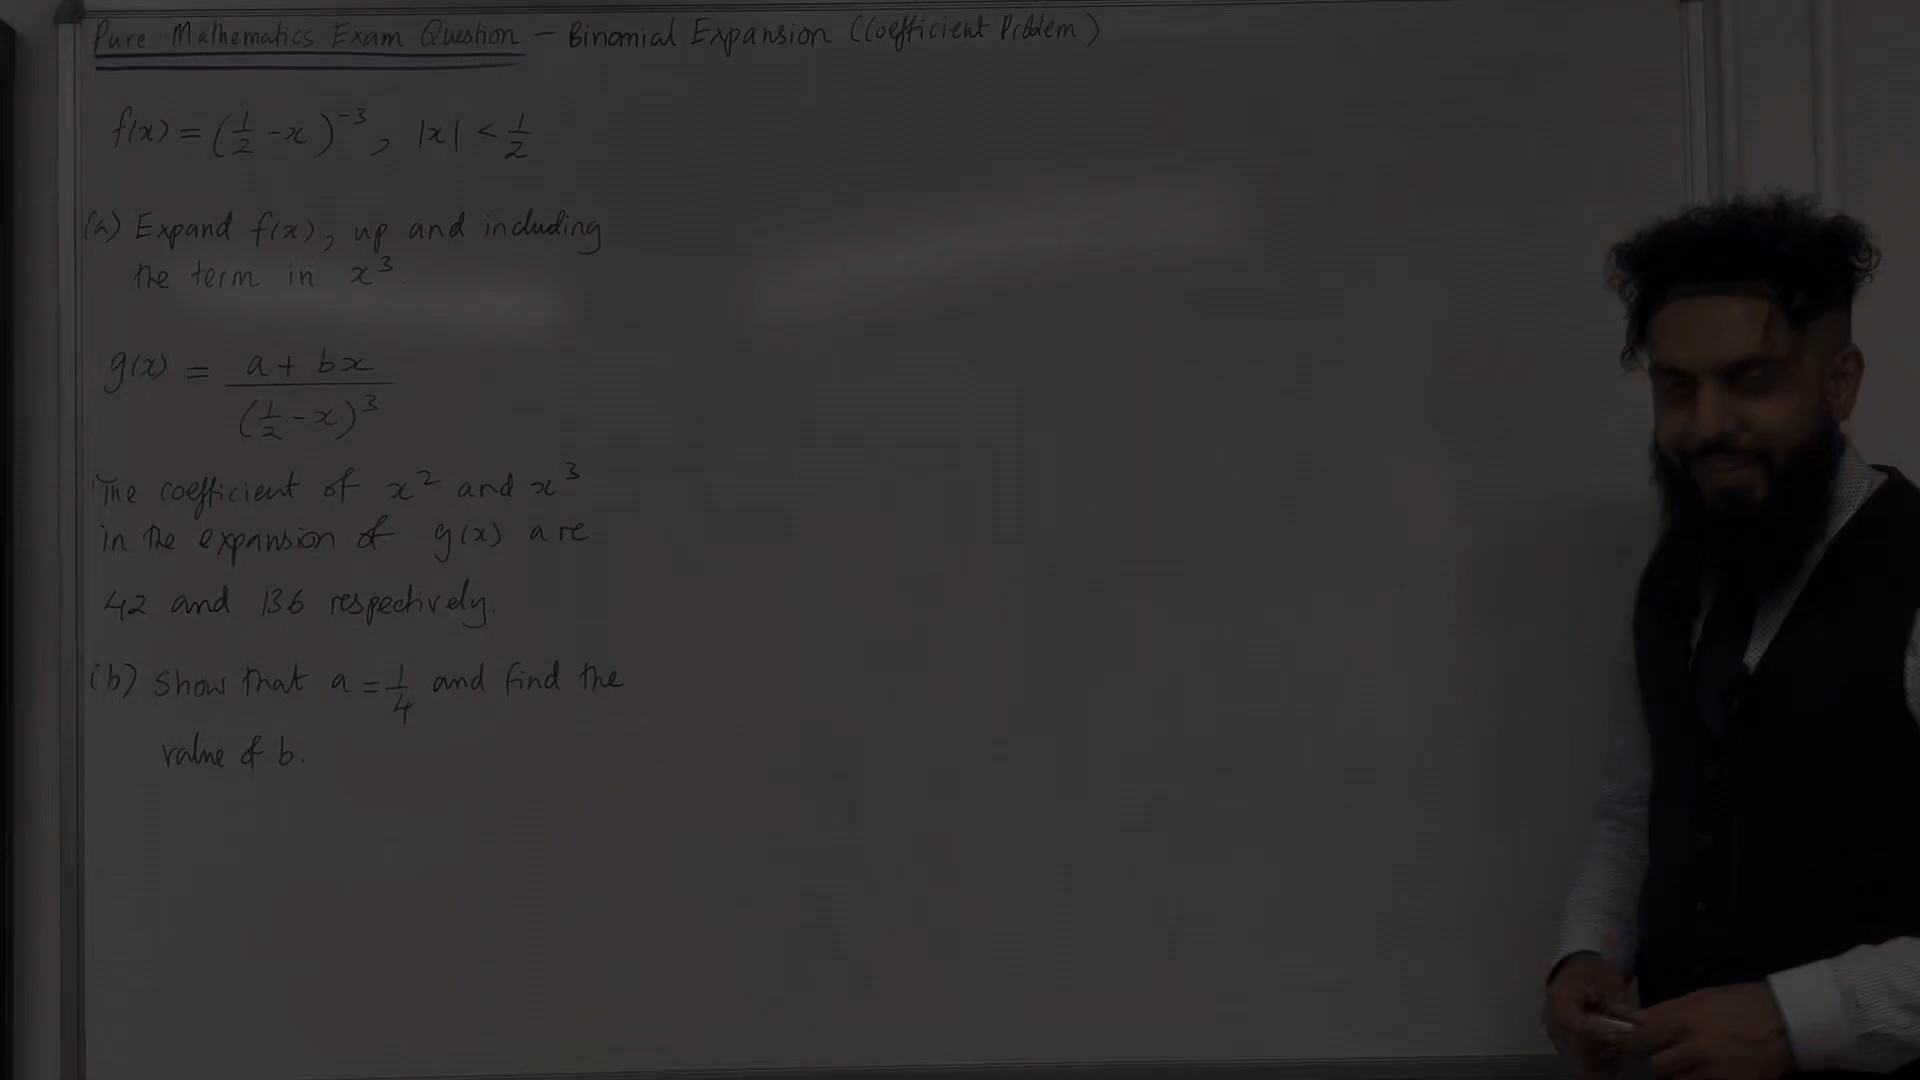 Pure Mathematics Exam Question – Binomial Expansion (Coefficient Problem)
f(x) = (1/2 - x)^-3, |x| < 1/2
(a) Expand f(x), up and including
the term in x^3.
g(x) = (a + bx)/(1/2 - x)^3
The coefficient of x^2 and x^3
in the expansion of g(x) are
42 and 136 respectively.
(b) Show that a = 1/4 and find the
value of b.